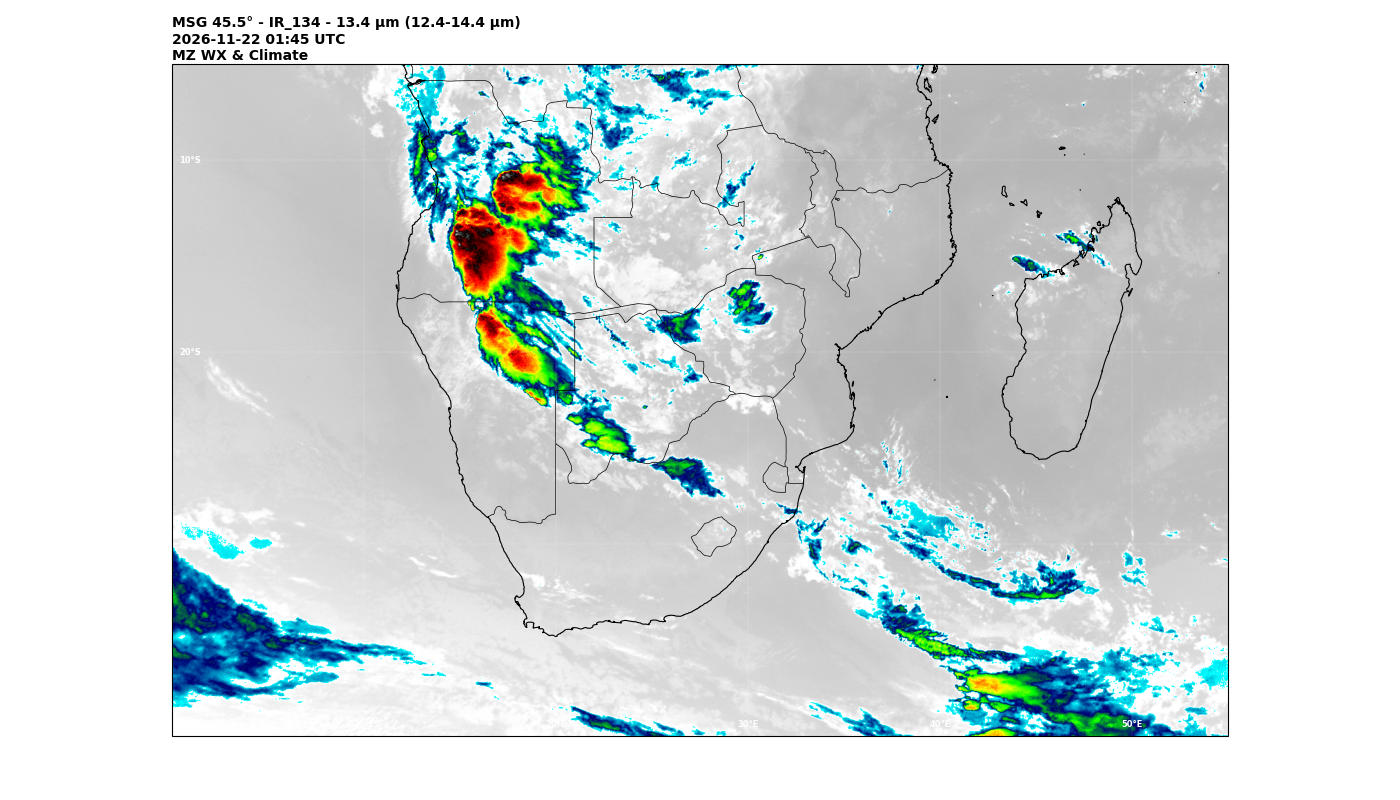 MSG 45.5° - IR_134 - 13.4 µm (12.4-14.4 µm)
2026-11-22 01:45 UTC
MZ WX & Climate
10°S
20°S
30°E
40°E
50°E